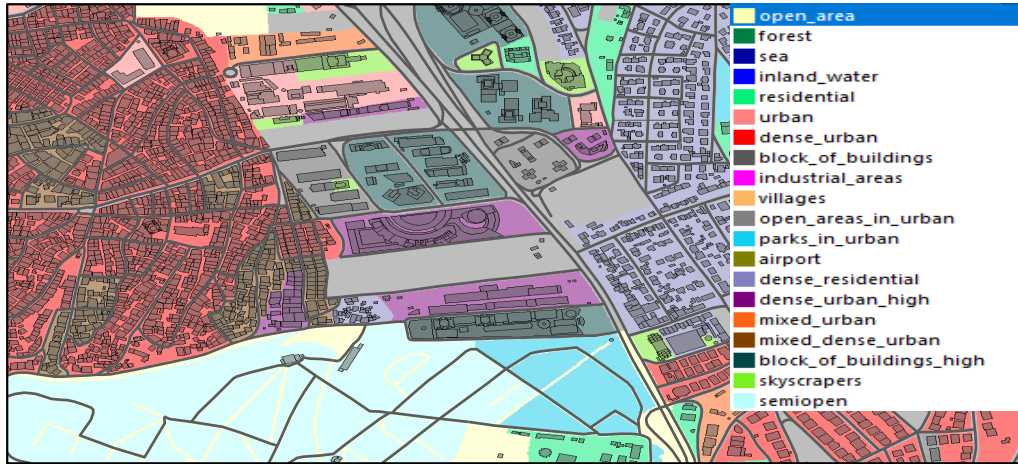 open_area
forest
sea
inland_water
residential
urban
dense_urban
block_of_buildings
industrial_areas
villages
open_areas_in_urban
parks_in_urban
airport
dense_residential
dense_urban_high
mixed_urban
mixed_dense_urban
block_of_buildings_high
skyscrapers
semiopen